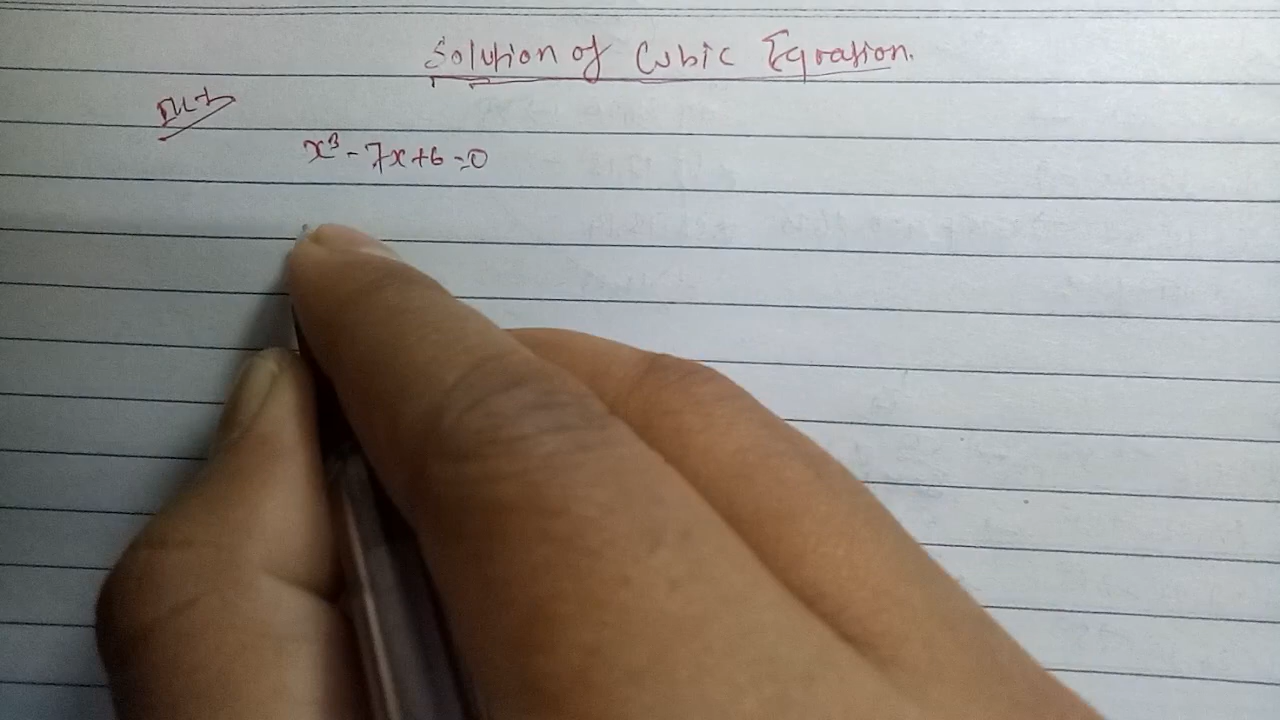 Solution of Cubic Equation.
x³ - 7x + 6 = 0